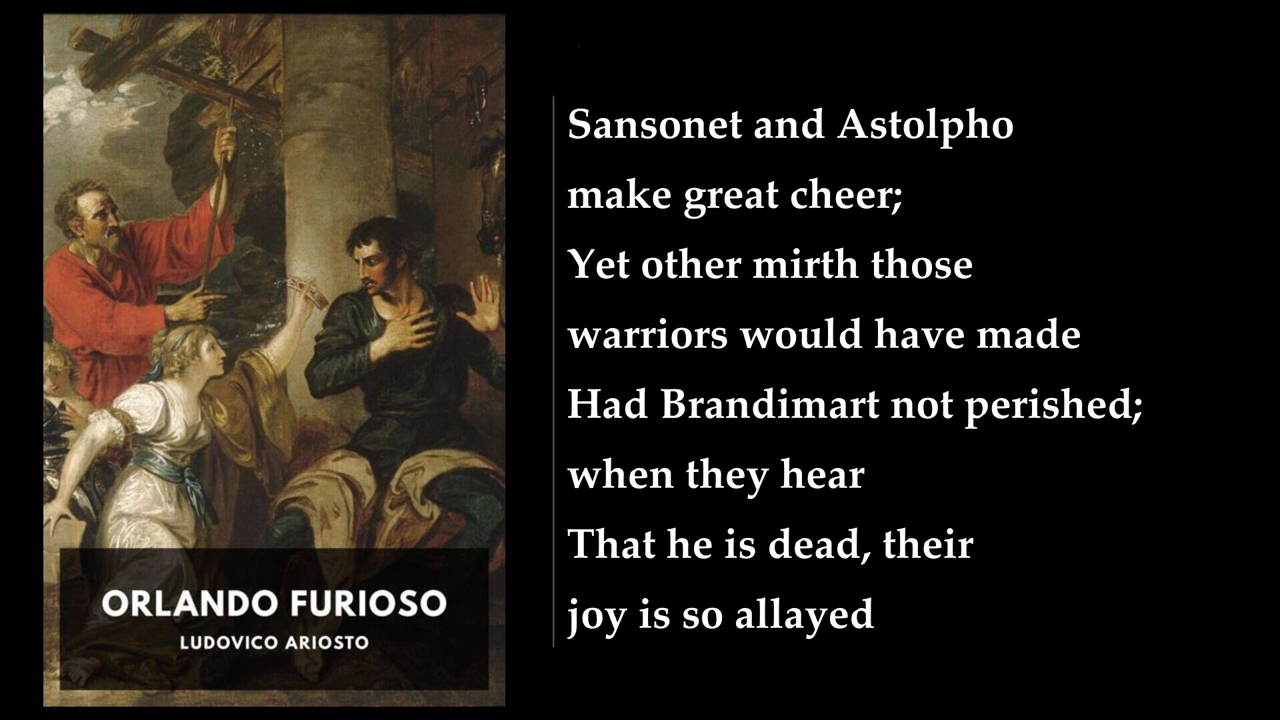 ORLANDO FURIOSO
LUDOVICO ARIOSTO
Sansonet and Astolpho
make great cheer;
Yet other mirth those
warriors would have made
Had Brandimart not perished;
when they hear
That he is dead, their
joy is so allayed